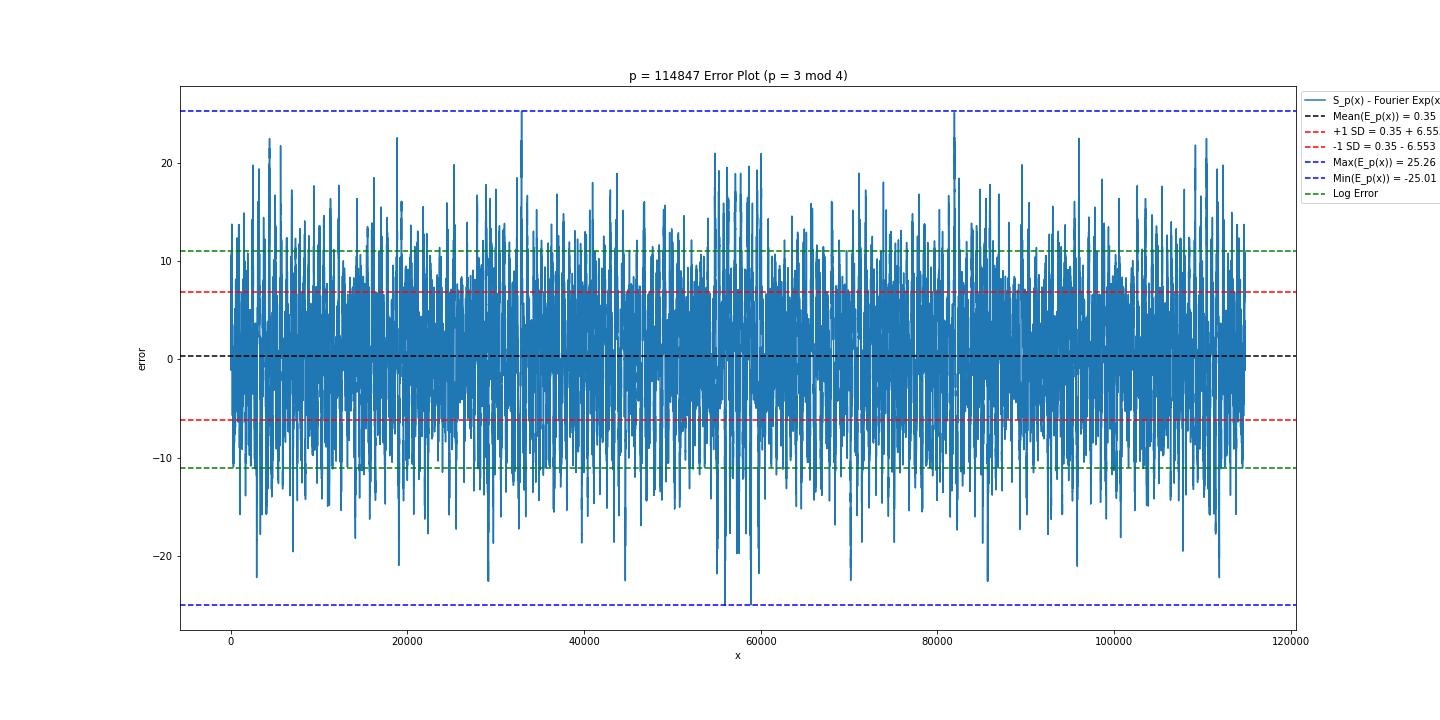 p = 114847 Error Plot (p = 3 mod 4)
S_p(x) - Fourier Exp(x
Mean(E_p(x)) = 0.35
+1 SD = 0.35 + 6.553
-1 SD = 0.35 - 6.553
Max(E_p(x)) = 25.26
Min(E_p(x)) = -25.01
Log Error
error
20
10
0
−10
−20
0
20000
40000
60000
80000
100000
120000
x